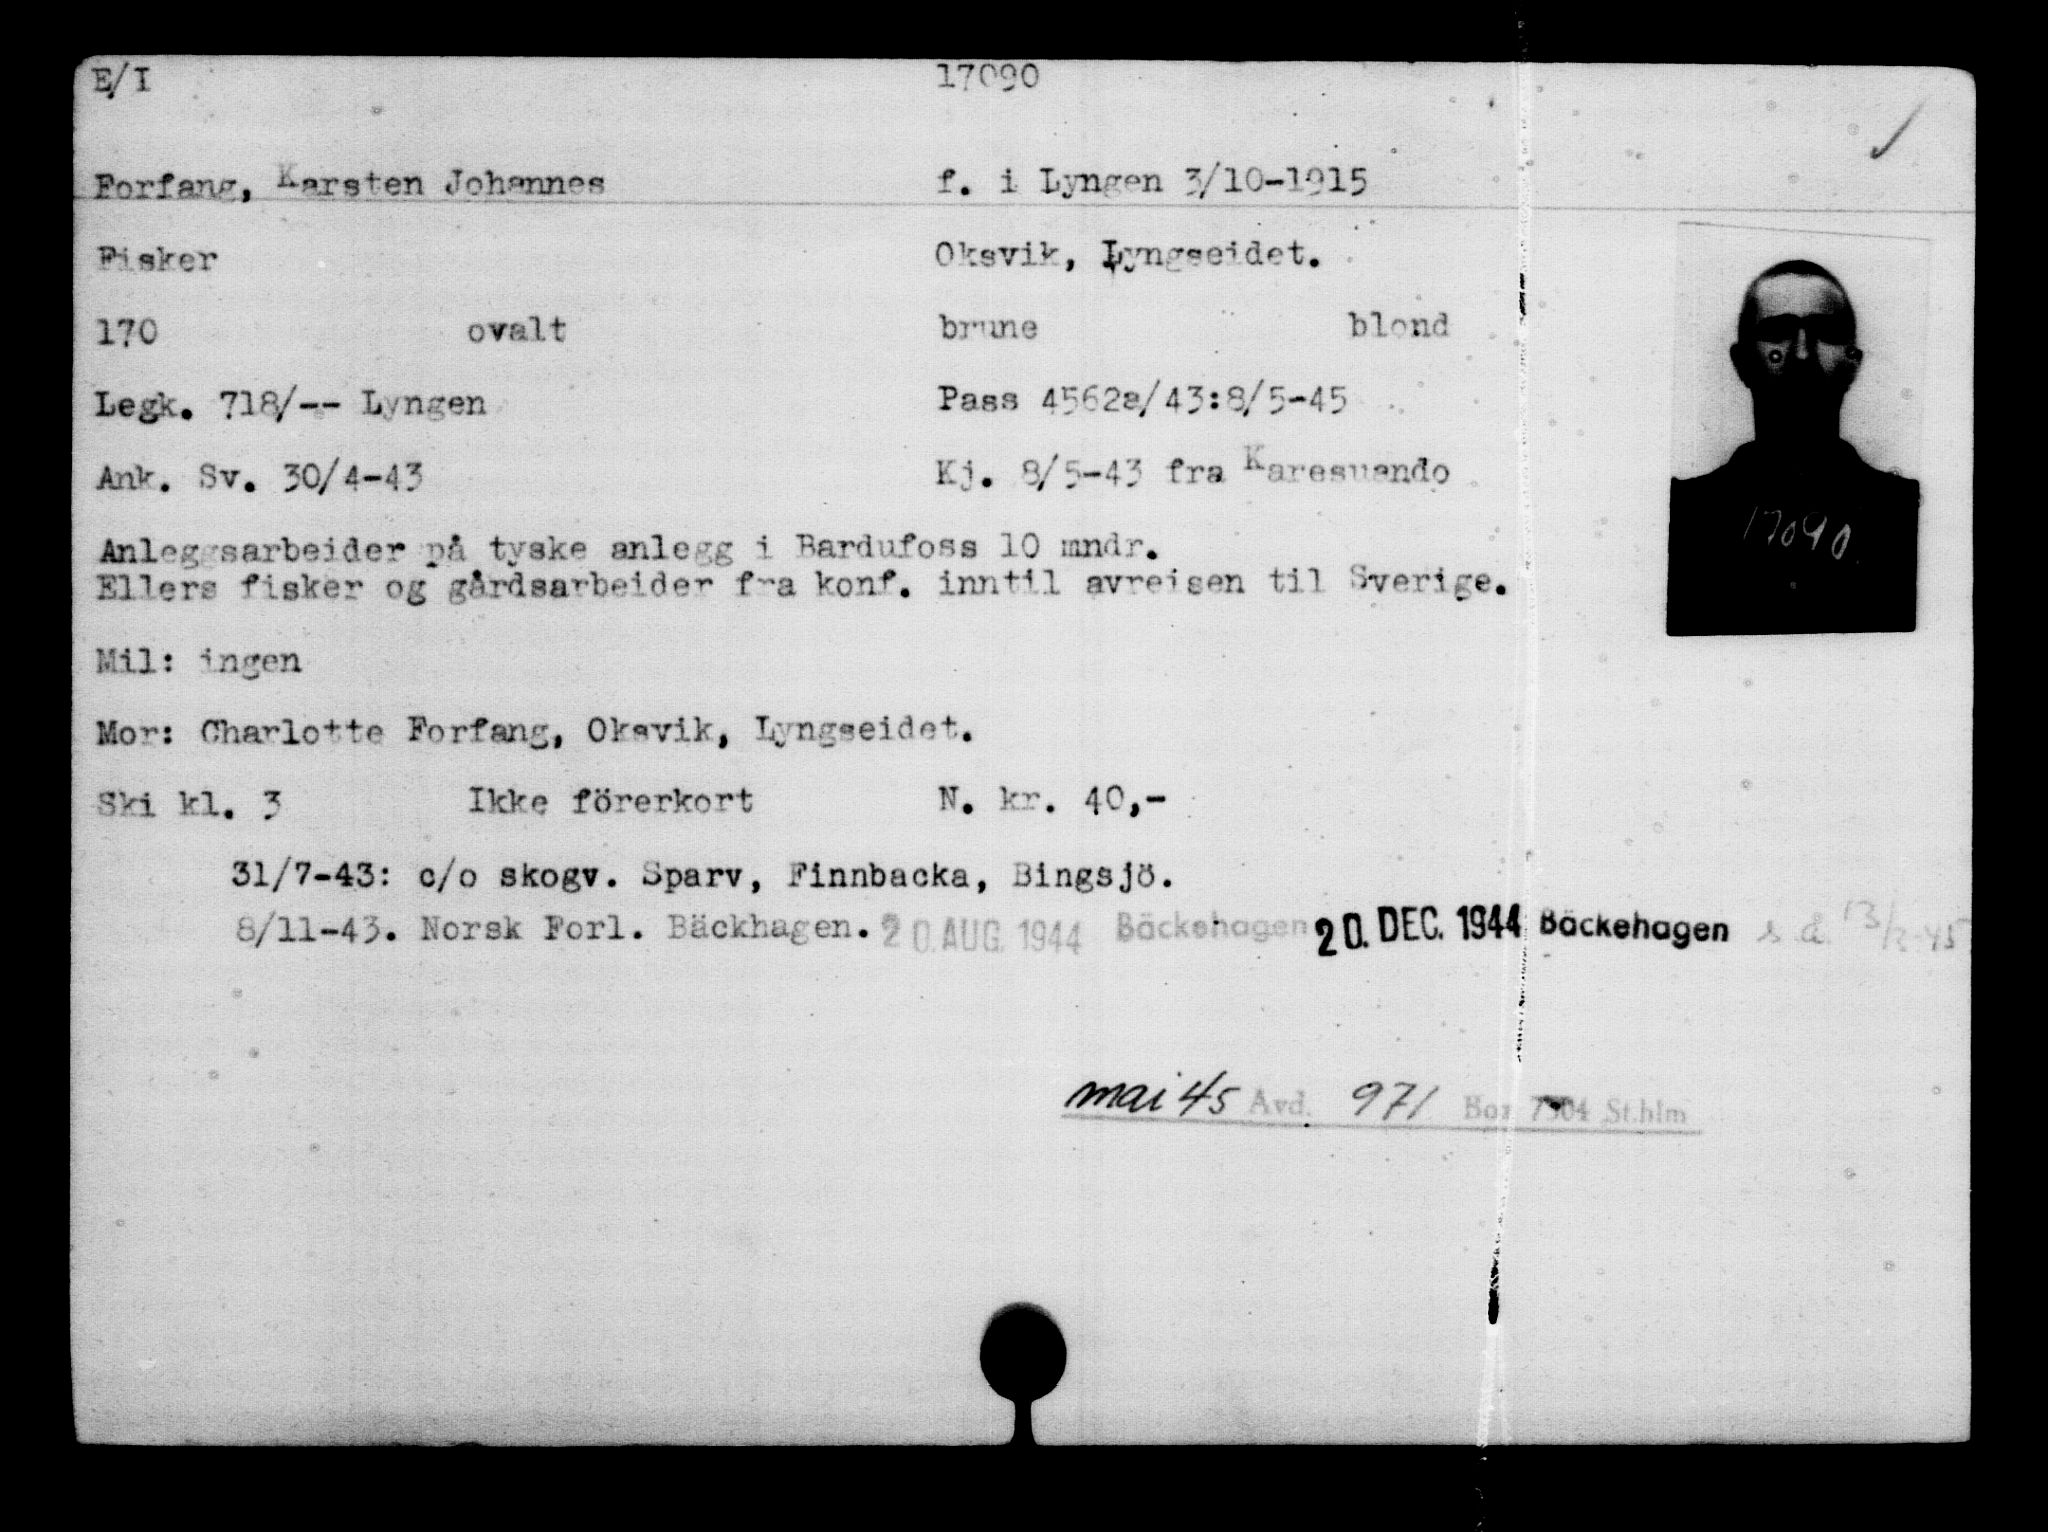 E/I 17090
Forfang, Karsten Johannes f. i Lyngen 3/10-1915
Fisker Oksvik, Lyngseidet.
170 ovalt brune blond
Legk. 718/-- Lyngen Pass 4562a/43:8/5-45
Ank. Sv. 30/4-43 Kj. 8/5-43 fra Karesuando
17090
Anleggsarbeider på tyske anlegg i Bardufoss 10 mndr.
Ellers fisker og gårdsarbeider fra konf. inntil avreisen til Sverige.
Mil: ingen
Mor: Charlotte Forfang, Oksvik, Lyngseidet.
Ski kl. 3 Ikke förerkort N. kr. 40,-
31/7-43: c/o skogv. Sparv, Finnbacka, Bingsjö.
8/11-43. Norsk Forl. Bäckhagen. 20. AUG. 1944 Bäckehagen 20. DEC. 1944 Bäckehagen s.å. 13/2-45
mai 45 Avd. 971 Box 7304 St.hlm